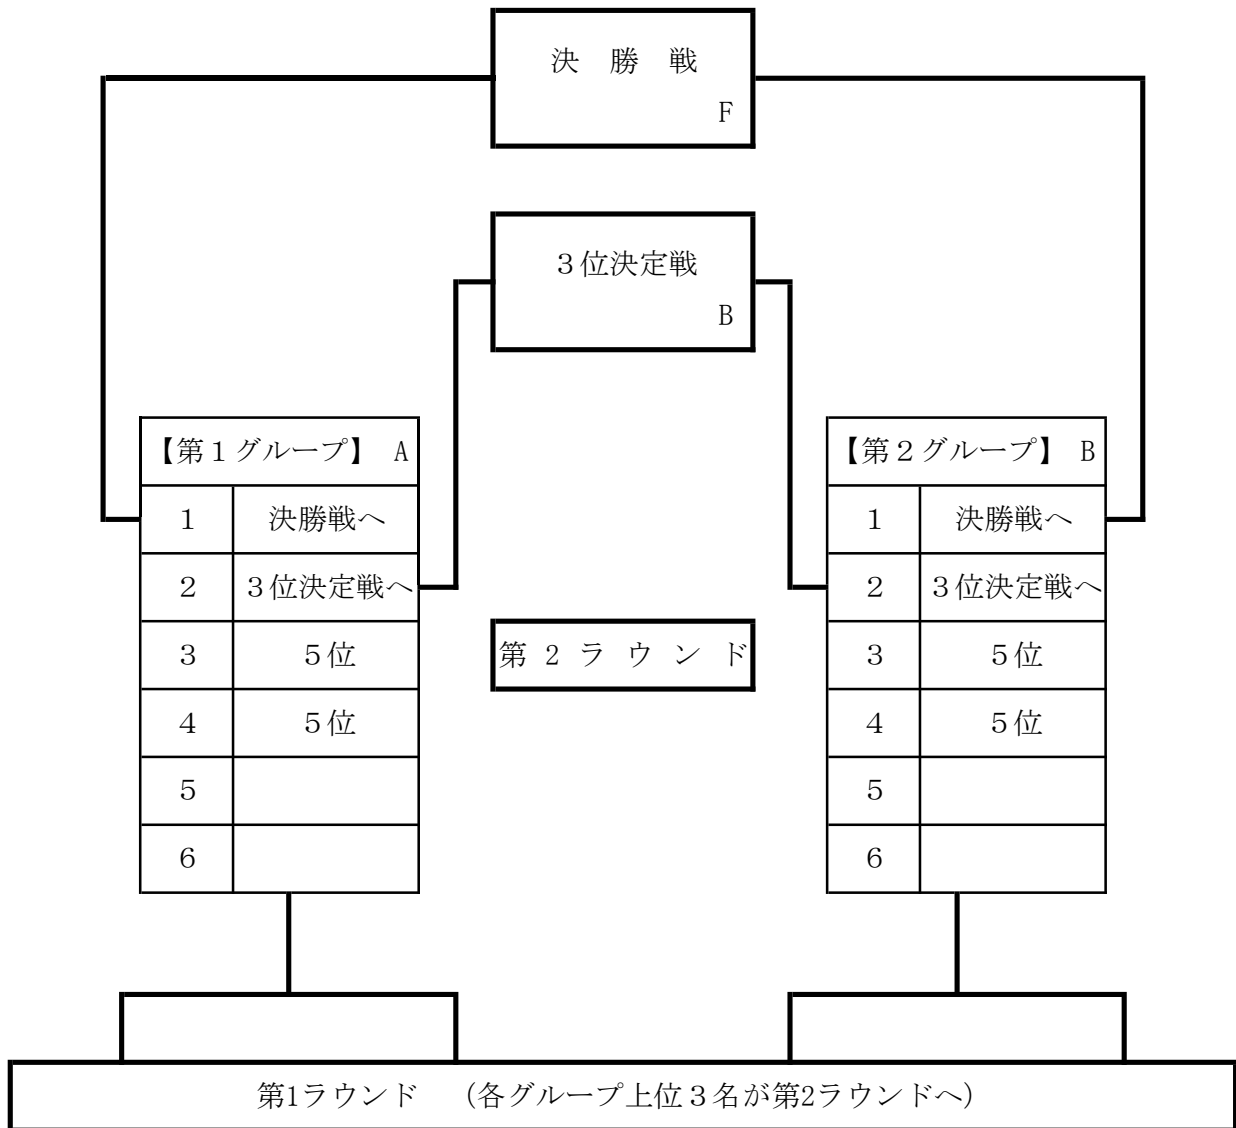 決 勝 戦
F
３位決定戦
B
【第１グループ】 A
1 決勝戦へ
2 ３位決定戦へ
3 ５位
4 ５位
5
6
第 2 ラ ウ ン ド
【第２グループ】 B
1 決勝戦へ
2 ３位決定戦へ
3 ５位
4 ５位
5
6
第1ラウンド （各グループ上位３名が第2ラウンドへ）